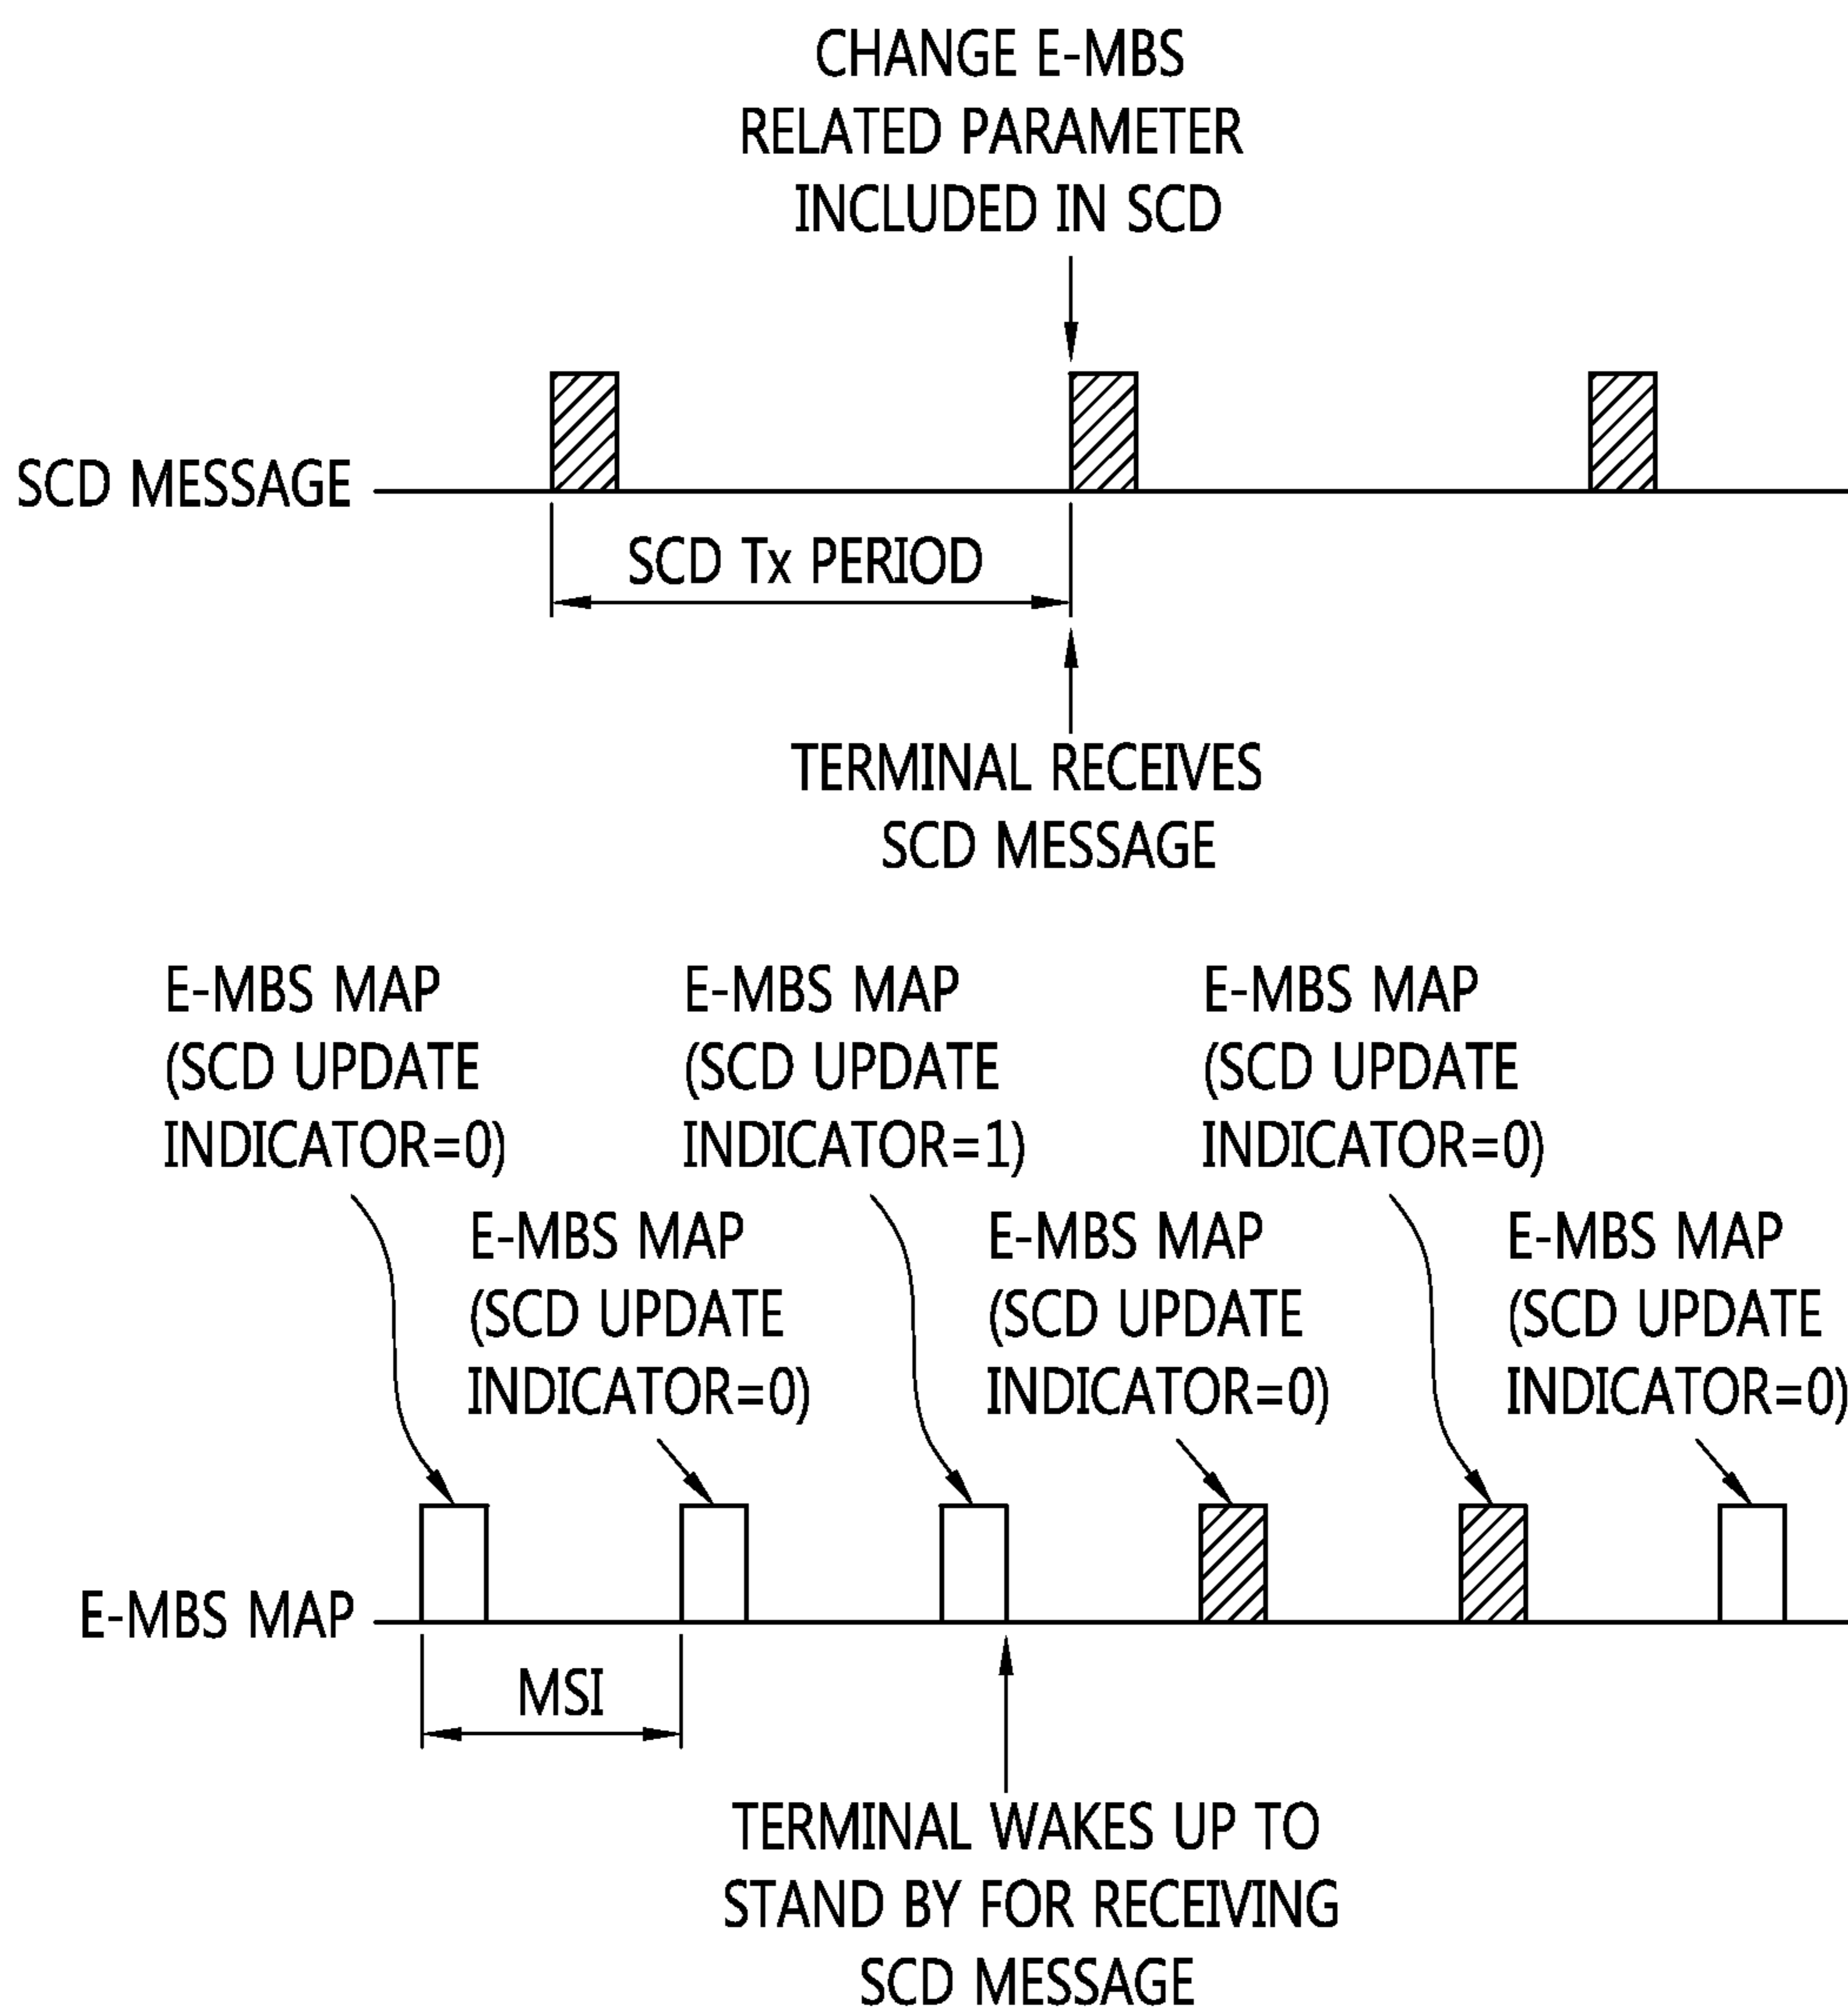 CHANGE E-MBS
RELATED PARAMETER
INCLUDED IN SCD
SCD MESSAGE
SCD Tx PERIOD
TERMINAL RECEIVES
SCD MESSAGE
E-MBS MAP
(SCD UPDATE
INDICATOR=0)
E-MBS MAP
(SCD UPDATE
INDICATOR=1)
E-MBS MAP
(SCD UPDATE
INDICATOR=0)
E-MBS MAP
(SCD UPDATE
INDICATOR=0)
E-MBS MAP
(SCD UPDATE
INDICATOR=0)
E-MBS MAP
(SCD UPDATE
INDICATOR=0)
E-MBS MAP
MSI
TERMINAL WAKES UP TO
STAND BY FOR RECEIVING
SCD MESSAGE